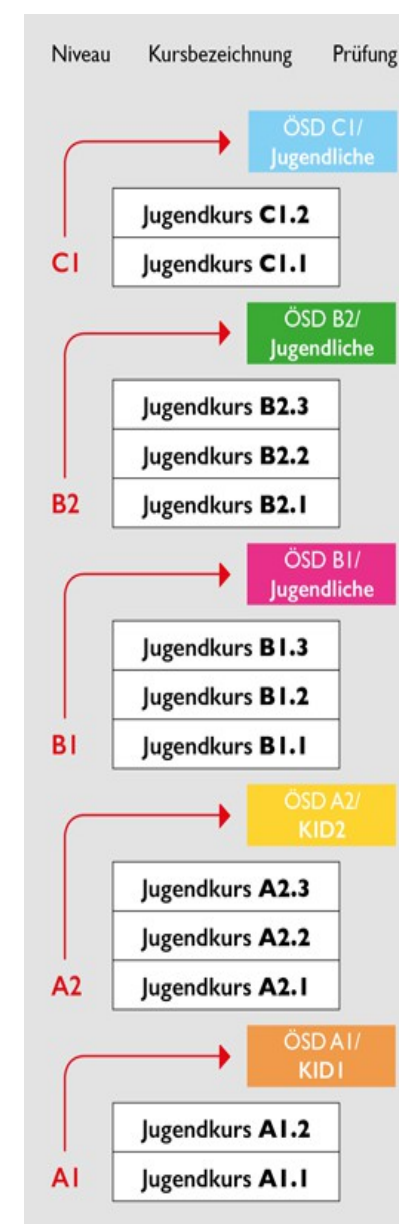 Niveau Kursbezeichnung Prüfung
ÖSD C1/
Jugendliche
Jugendkurs C1.2
C1 Jugendkurs C1.1
ÖSD B2/
Jugendliche
Jugendkurs B2.3
Jugendkurs B2.2
B2 Jugendkurs B2.1
ÖSD B1/
Jugendliche
Jugendkurs B1.3
Jugendkurs B1.2
B1 Jugendkurs B1.1
ÖSD A2/
KID2
Jugendkurs A2.3
Jugendkurs A2.2
A2 Jugendkurs A2.1
ÖSD A1/
KID1
Jugendkurs A1.2
A1 Jugendkurs A1.1